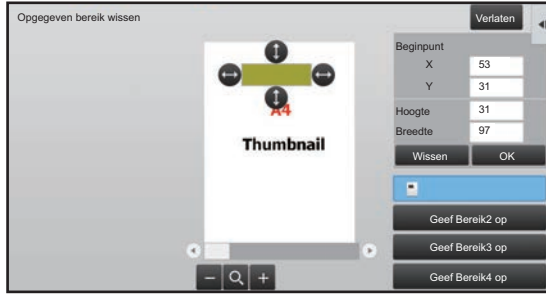 Opgegeven bereik wissen
Verlaten
A4
Thumbnail
Beginpunt
X 53
Y 31
Hoogte 31
Breedte 97
Wissen OK
Geef Bereik2 op
Geef Bereik3 op
Geef Bereik4 op